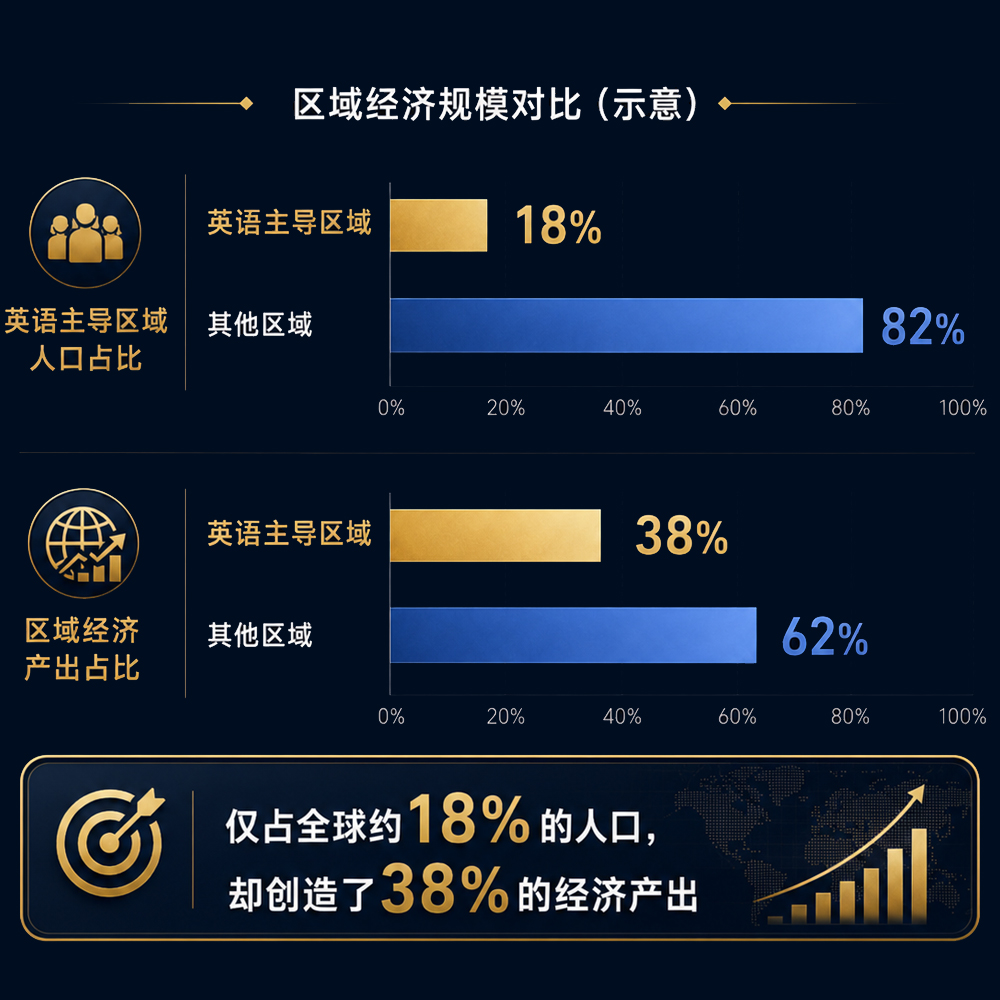 区域经济规模对比（示意）
英语主导区域
人口占比
英语主导区域
18%
其他区域
82%
0% 20% 40% 60% 80% 100%
区域经济
产出占比
英语主导区域
38%
其他区域
62%
0% 20% 40% 60% 80% 100%
仅占全球约18%的人口，
却创造了38%的经济产出